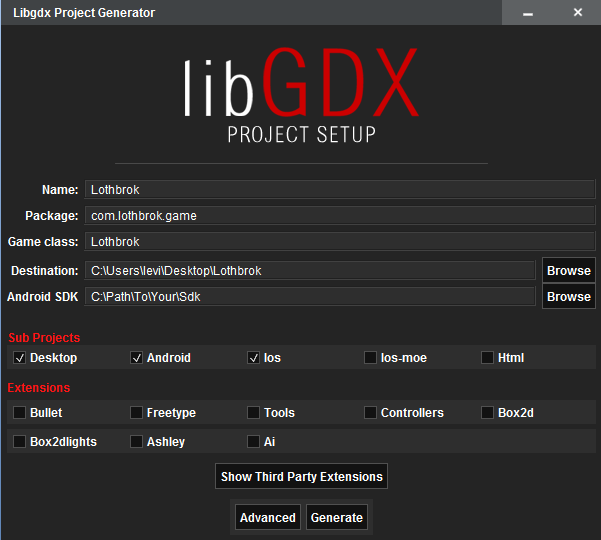 Libgdx Project Generator
libGDX
PROJECT SETUP
Name: Lothbrok
Package: com.lothbrok.game
Game class: Lothbrok
Destination: C:\Users\levi\Desktop\Lothbrok Browse
Android SDK C:\Path\To\Your\Sdk Browse
Sub Projects
Desktop Android Ios Ios-moe Html
Extensions
Bullet Freetype Tools Controllers Box2d
Box2dlights Ashley Ai
Show Third Party Extensions
Advanced Generate